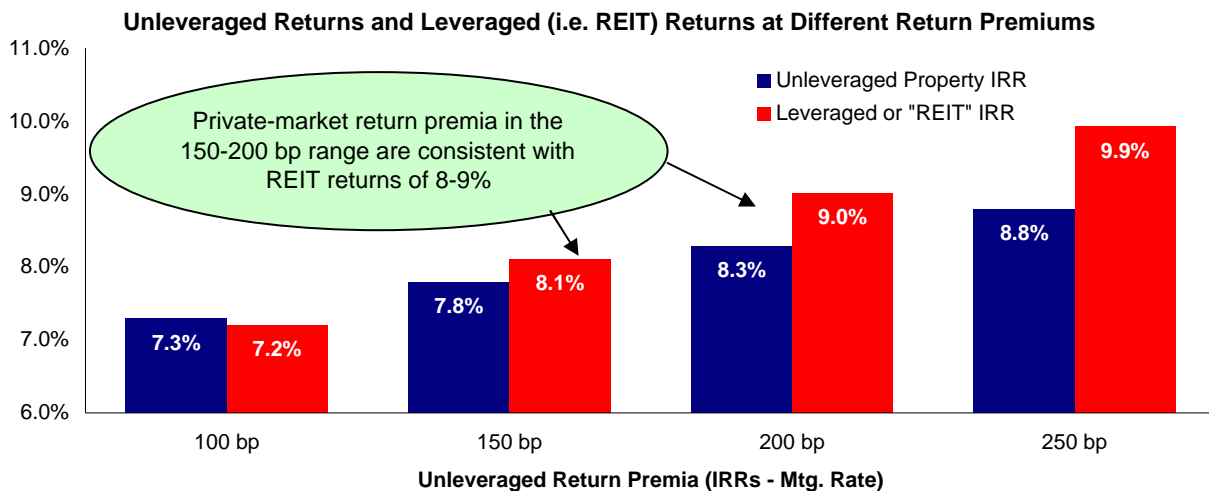 Unleveraged Returns and Leveraged (i.e. REIT) Returns at Different Return Premiums
11.0%
10.0%
9.0%
8.0%
7.0%
6.0%
Unleveraged Property IRR
Leveraged or "REIT" IRR
Private-market return premia in the
150-200 bp range are consistent with
REIT returns of 8-9%
7.3%
7.2%
7.8%
8.1%
8.3%
9.0%
8.8%
9.9%
100 bp
150 bp
200 bp
250 bp
Unleveraged Return Premia (IRRs - Mtg. Rate)